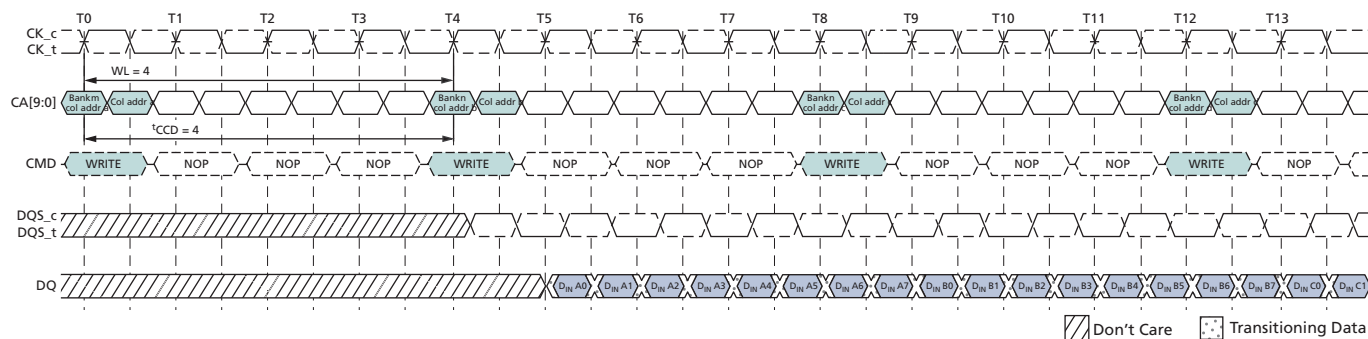 T0 T1 T2 T3 T4 T5 T6 T7 T8 T9 T10 T11 T12 T13
CK_c
CK_t
WL = 4
CA[9:0]
Bankm col addr a
Col addr
Bankn col addr b
Col addr
Bankn col addr
Col addr
Bankn col addr
Col addr
tCCD = 4
CMD WRITE NOP NOP NOP WRITE NOP NOP NOP WRITE NOP NOP NOP WRITE NOP
DQS_c
DQS_t
DQ DIN A0 DIN A1 DIN A2 DIN A3 DIN A4 DIN A5 DIN A6 DIN A7 DIN B0 DIN B1 DIN B2 DIN B3 DIN B4 DIN B5 DIN B6 DIN B7 DIN C0 DIN C1
Don't Care Transitioning Data